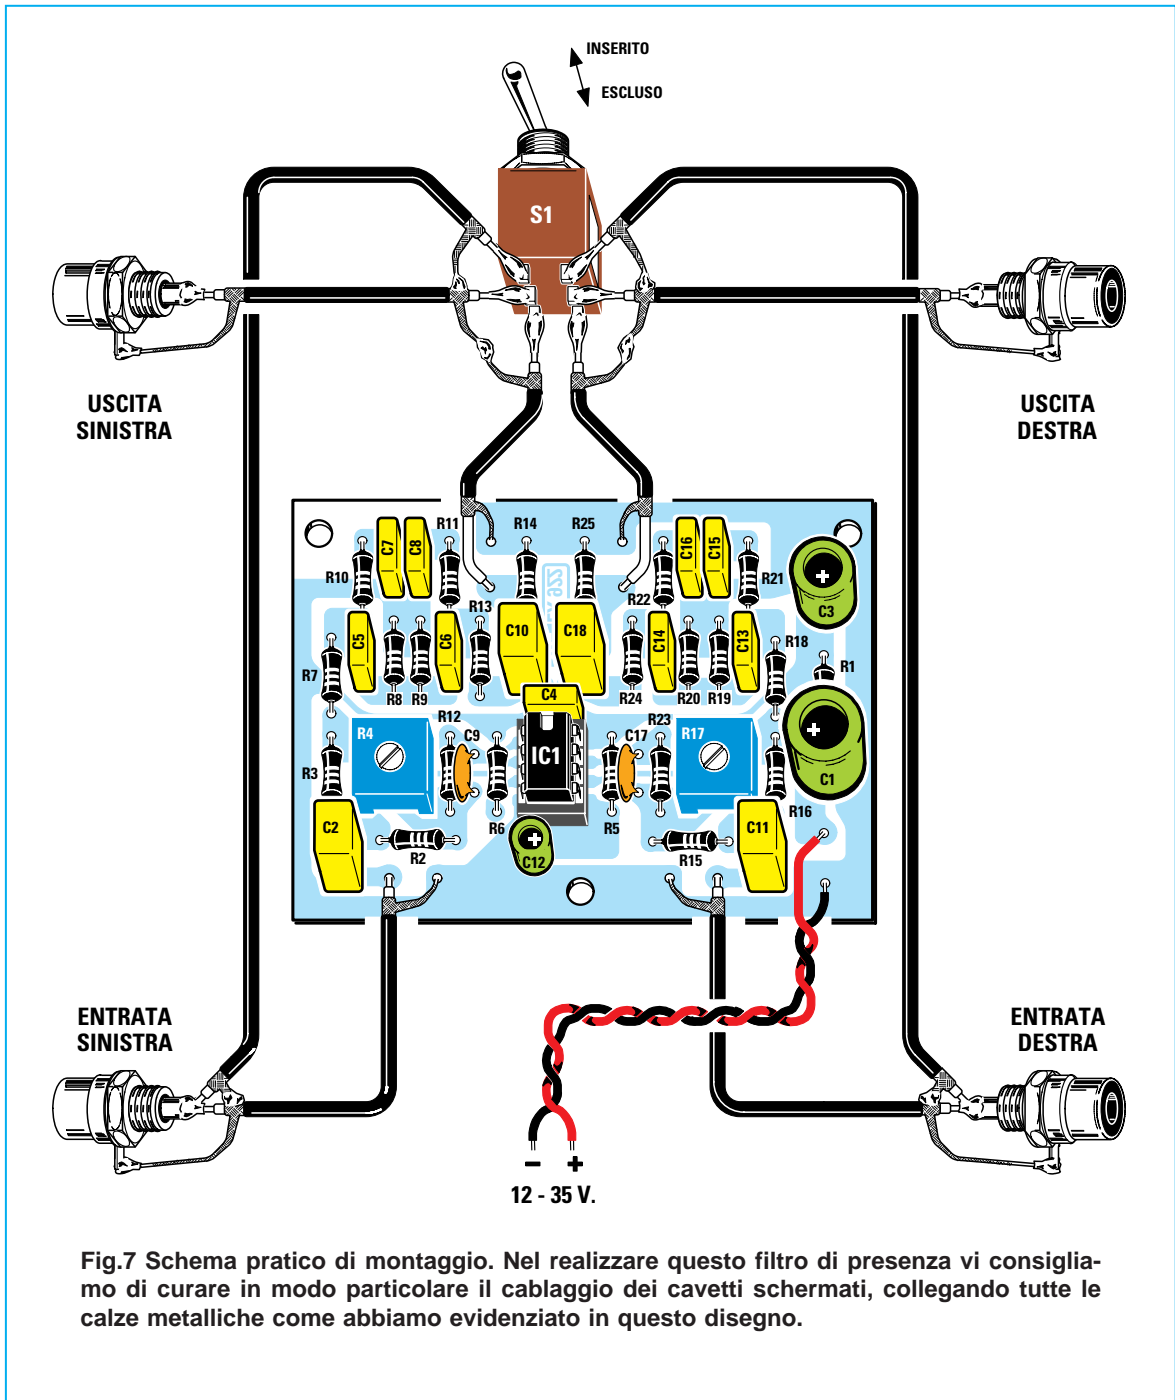 INSERITO
ESCLUSO
S1
USCITA
SINISTRA
USCITA
DESTRA
R11
R14
R25
C7
C8
C16
C15
R10
R13
R22
R21
C3
C5
C6
C10
C18
C14
C13
R18
R1
R7
R8
R9
R24
R20
R19
C4
R12
C9
C17
R23
R4
R17
IC1
R3
C1
C2
R2
R6
R5
C12
R15
C11
R16
ENTRATA
SINISTRA
ENTRATA
DESTRA
- +
12 - 35 V.
Fig.7 Schema pratico di montaggio. Nel realizzare questo filtro di presenza vi consiglia-
mo di curare in modo particolare il cablaggio dei cavetti schermati, collegando tutte le
calze metalliche come abbiamo evidenziato in questo disegno.